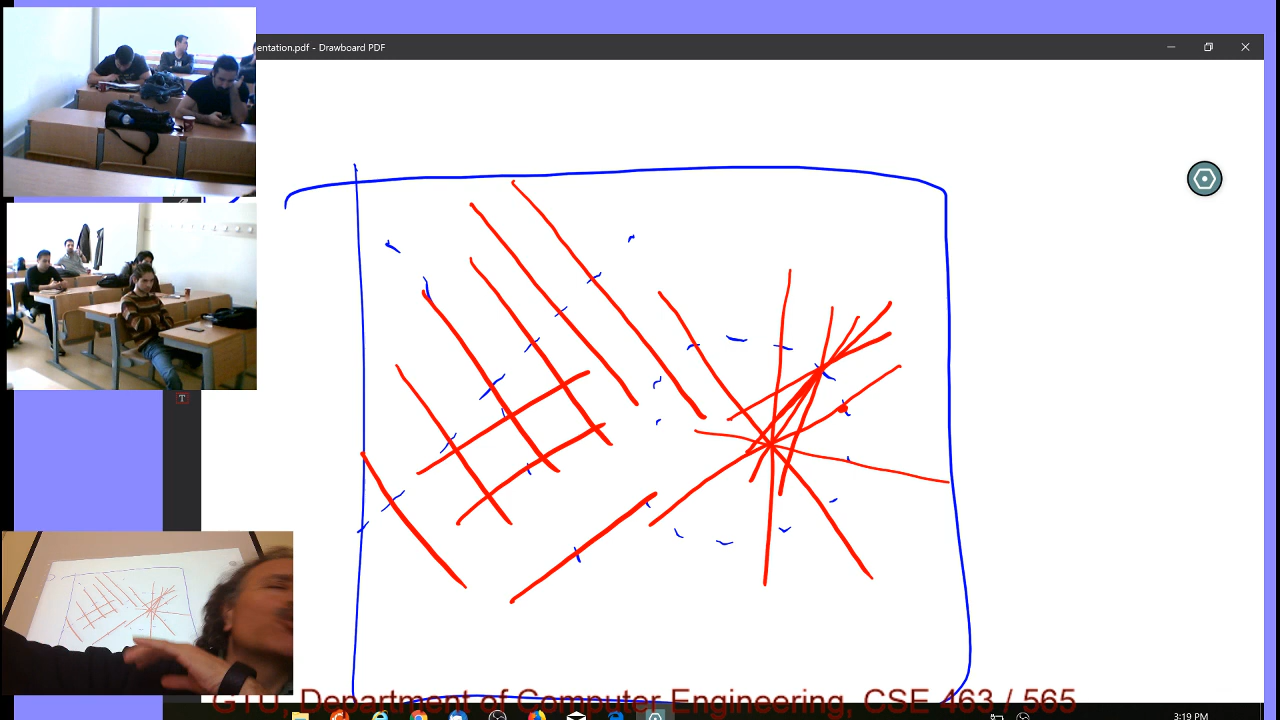 entation.pdf - Drawboard PDF
T
GTU, Department of Computer Engineering, CSE 463 / 565
3:19 PM